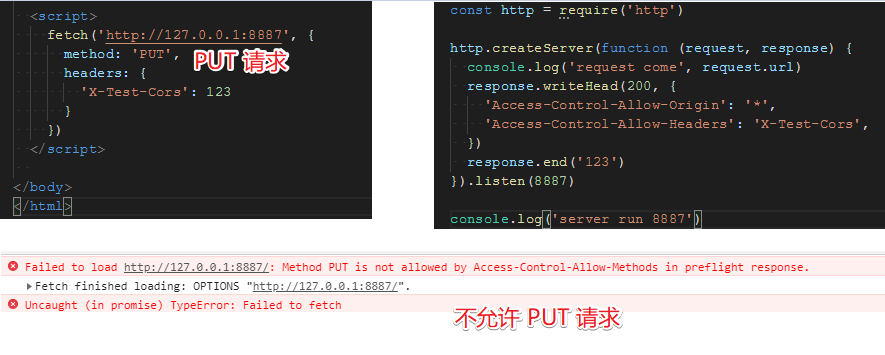 <script>
fetch('http://127.0.0.1:8887', {
method: 'PUT',
PUT 请求
headers: {
'X-Test-Cors': 123
}
})
</script>
</body>
</html>
const http = require('http')
http.createServer(function (request, response) {
console.log('request come', request.url)
response.writeHead(200, {
'Access-Control-Allow-Origin': '*',
'Access-Control-Allow-Headers': 'X-Test-Cors',
})
response.end('123')
}).listen(8887)
console.log('server run 8887')
Failed to load http://127.0.0.1:8887/: Method PUT is not allowed by Access-Control-Allow-Methods in preflight response.
Fetch finished loading: OPTIONS "http://127.0.0.1:8887/".
Uncaught (in promise) TypeError: Failed to fetch
不允许 PUT 请求